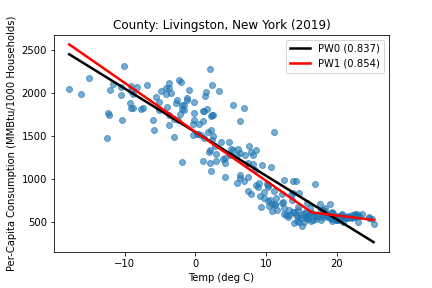 County: Livingston, New York (2019)
PW0 (0.837)
PW1 (0.854)
Per-Capita Consumption (MMBtu/1000 Households)
2500
2000
1500
1000
500
−10
0
10
20
Temp (deg C)